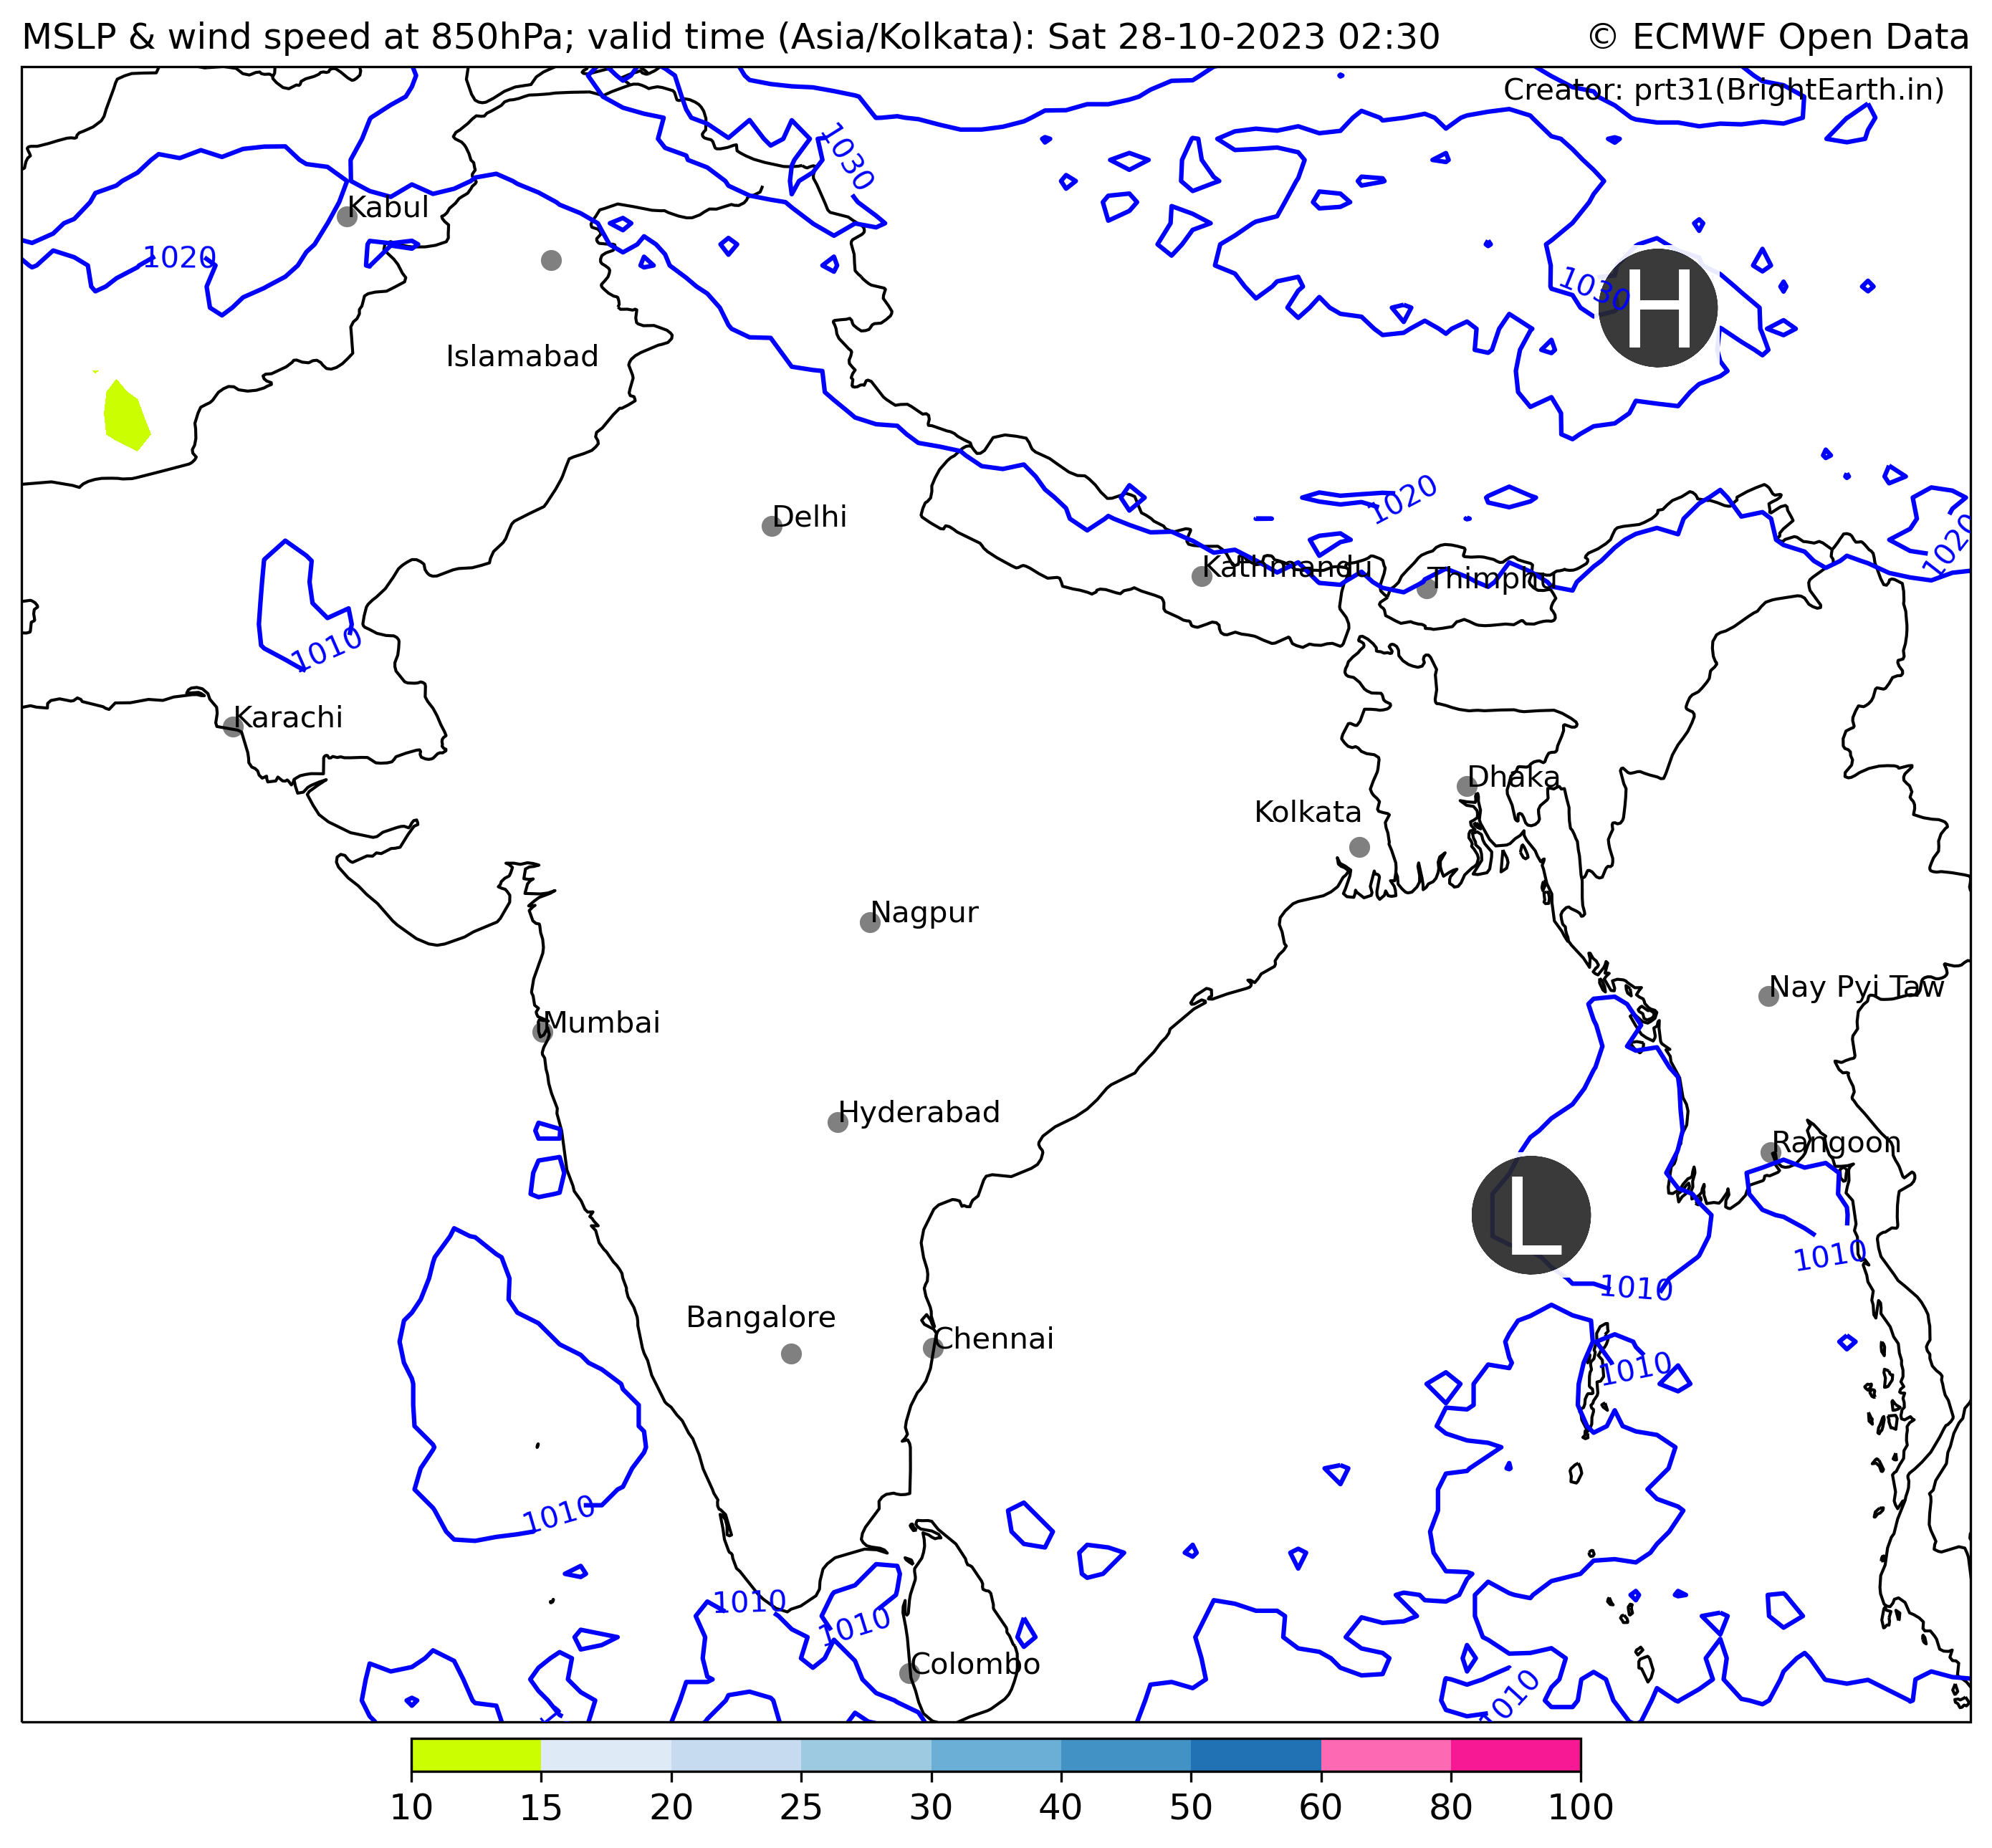 MSLP & wind speed at 850hPa; valid time (Asia/Kolkata): Sat 28-10-2023 02:30
© ECMWF Open Data
Creator: prt31(BrightEarth.in)
1030
Kabul
1020
H
1030
Islamabad
1020
Delhi
1020
Kathmandu
Thimphu
1010
Karachi
Dhaka
Kolkata
Nagpur
Nay Pyi Taw
Mumbai
Hyderabad
Rangoon
L
1010
1010
Bangalore
Chennai
1010
1010
1010
1010
Colombo
1010
10 15 20 25 30 40 50 60 80 100